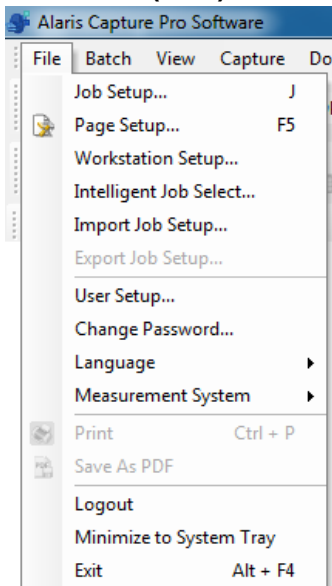 Alaris Capture Pro Software
File Batch View Capture Do
Job Setup... J
Page Setup... F5
Workstation Setup...
Intelligent Job Select...
Import Job Setup...
Export Job Setup...
User Setup...
Change Password...
Language
Measurement System
Print Ctrl + P
Save As PDF
Logout
Minimize to System Tray
Exit Alt + F4